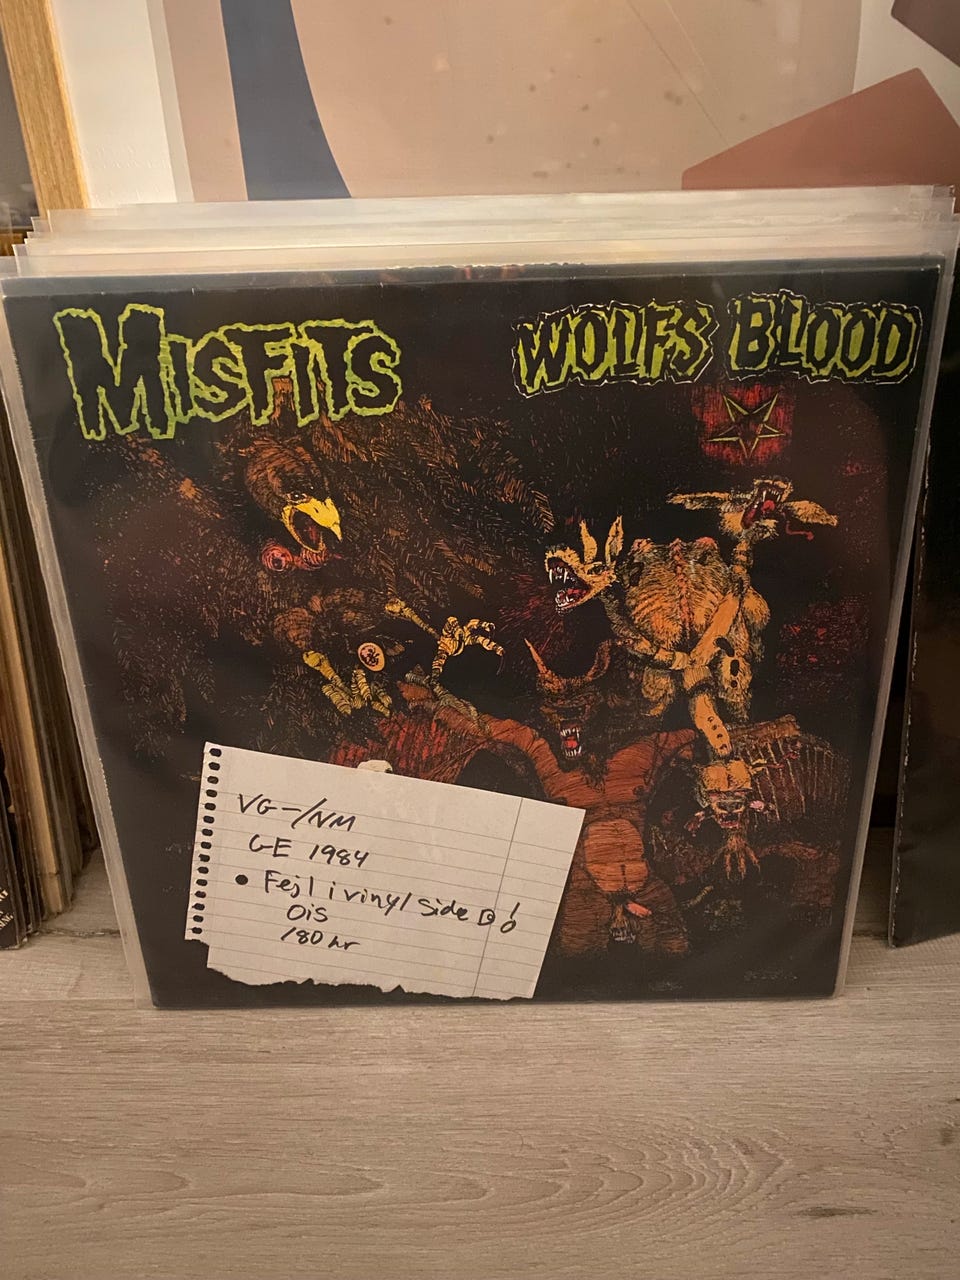 MISFITS WOLFS BLOOD
VG-/NM
GE 1984
• Fejl i vinyl side B !
Ois
180 kr